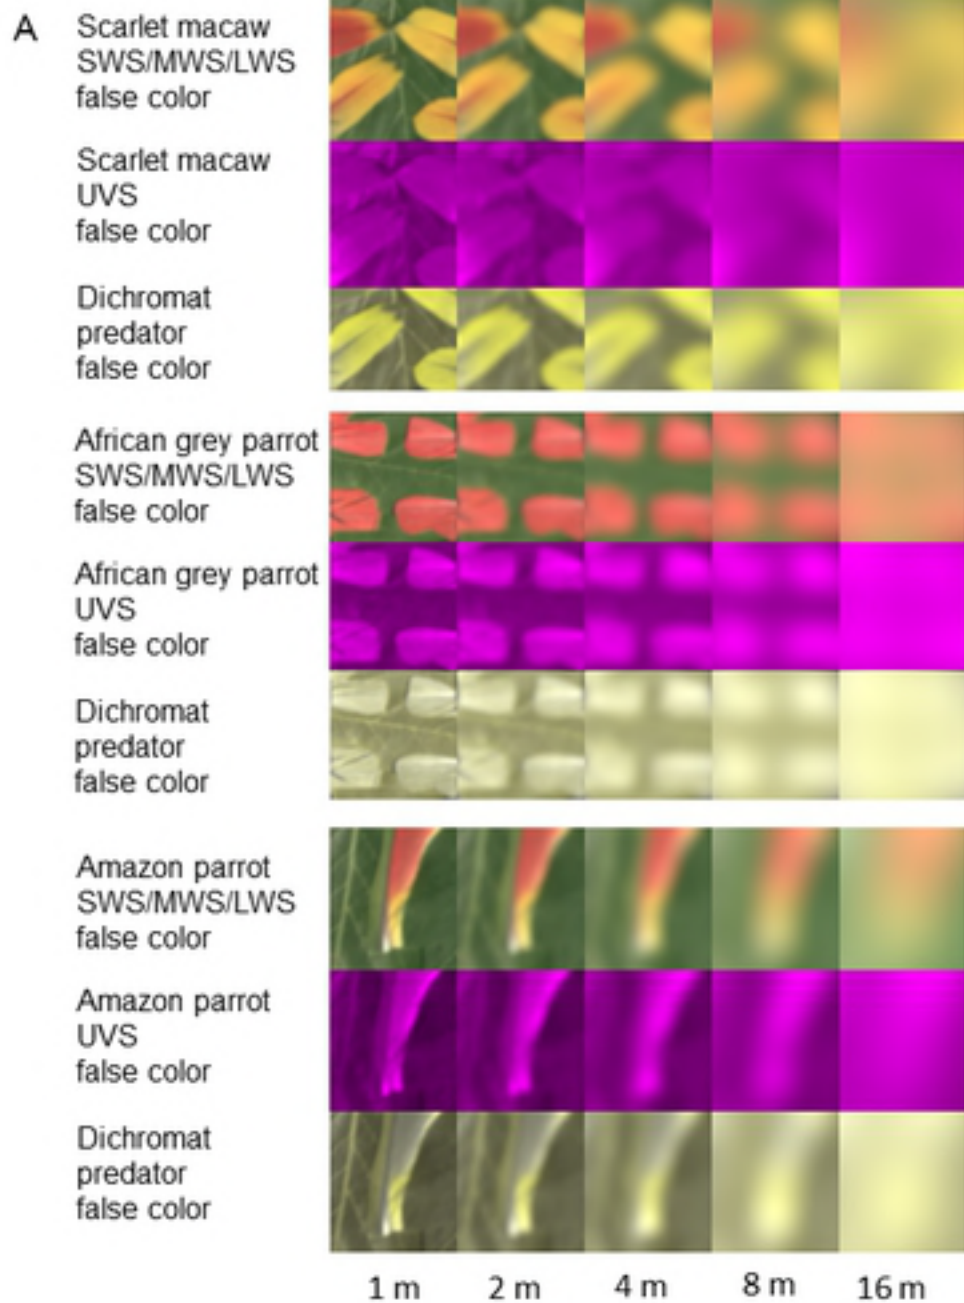 A
Scarlet macaw
SWS/MWS/LWS
false color
Scarlet macaw
UVS
false color
Dichromat
predator
false color
African grey parrot
SWS/MWS/LWS
false color
African grey parrot
UVS
false color
Dichromat
predator
false color
Amazon parrot
SWS/MWS/LWS
false color
Amazon parrot
UVS
false color
Dichromat
predator
false color
1 m 2 m 4 m 8 m 16 m